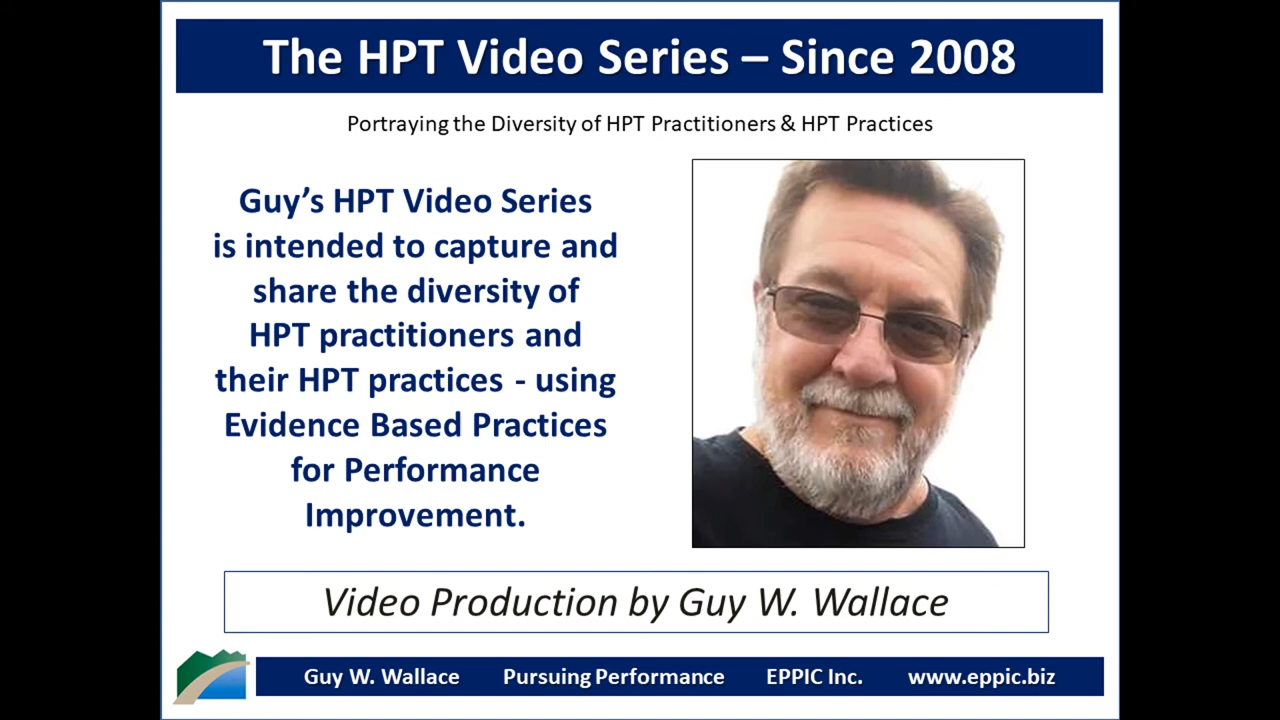 The HPT Video Series – Since 2008
Portraying the Diversity of HPT Practitioners & HPT Practices
Guy’s HPT Video Series
is intended to capture and
share the diversity of
HPT practitioners and
their HPT practices - using
Evidence Based Practices
for Performance
Improvement.
Video Production by Guy W. Wallace
Guy W. Wallace Pursuing Performance EPPIC Inc. www.eppic.biz